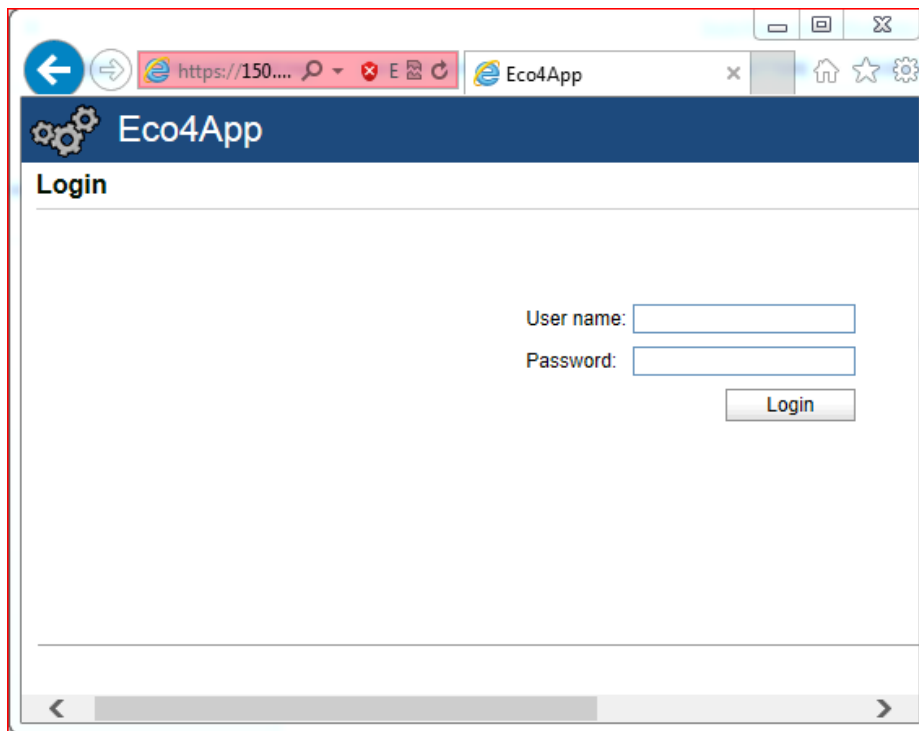 https://150.... E Eco4App
Eco4App
Login
User name:
Password:
Login